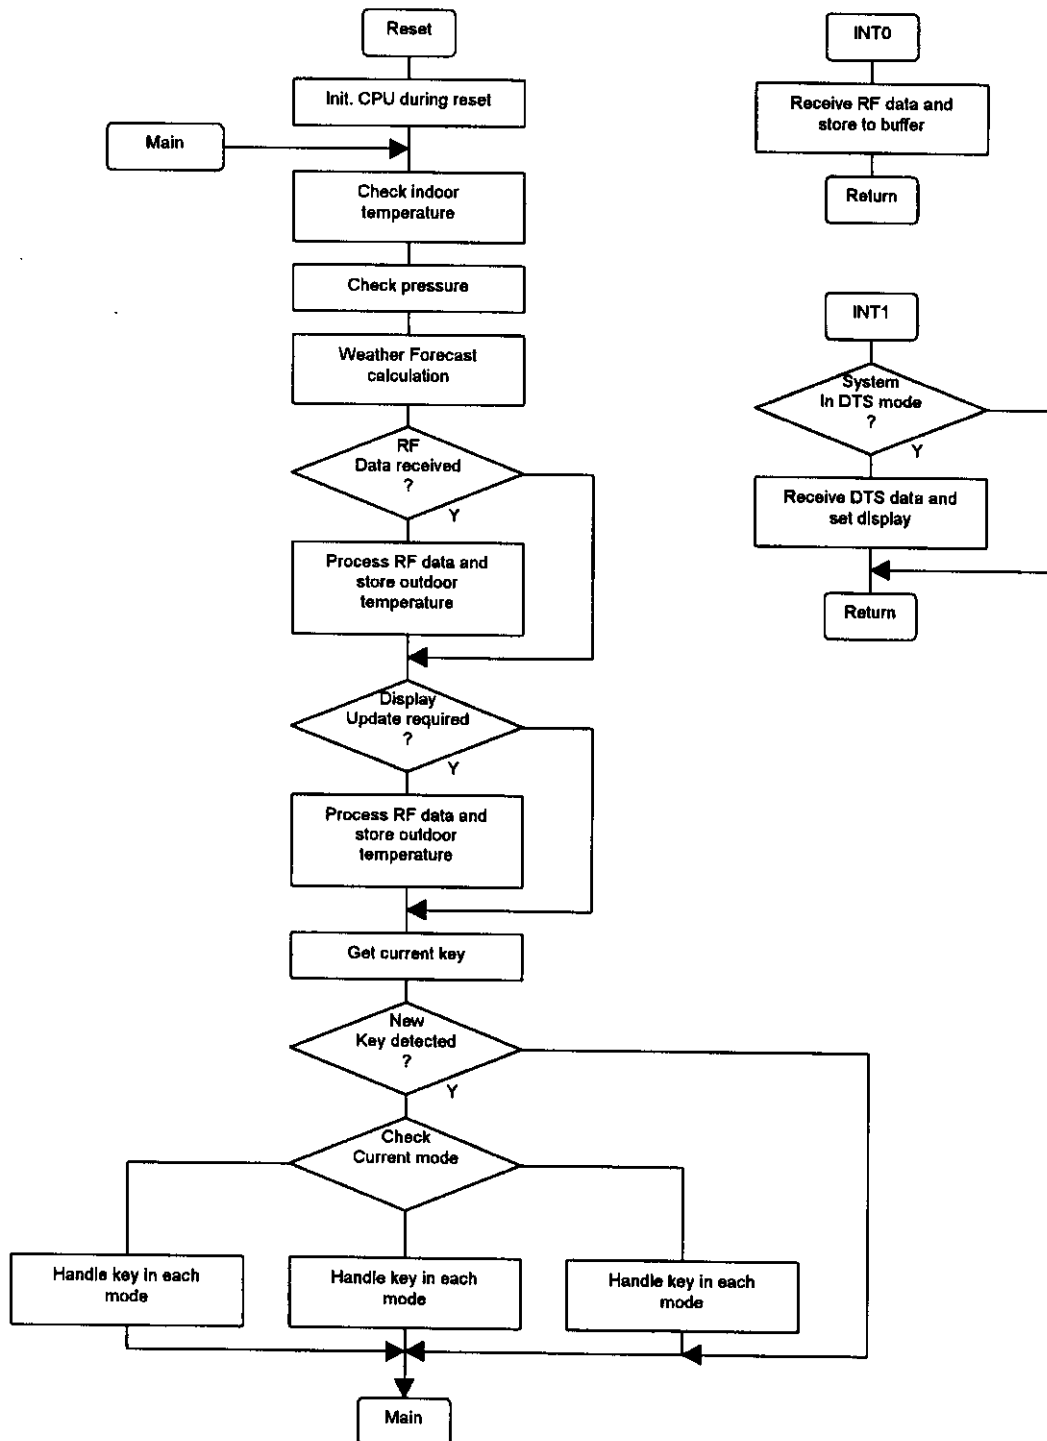 Reset
Init. CPU during reset
Main
Check indoor
temperature
Check pressure
Weather Forecast
calculation
RF
Data received
?
Y
Process RF data and
store outdoor
temperature
Display
Update required
?
Y
Process RF data and
store outdoor
temperature
Get current key
New
Key detected
?
Y
Check
Current mode
Handle key in each
mode
Handle key in each
mode
Handle key in each
mode
Main
INT0
Receive RF data and
store to buffer
Return
INT1
System
In DTS mode
?
Y
Receive DTS data and
set display
Return